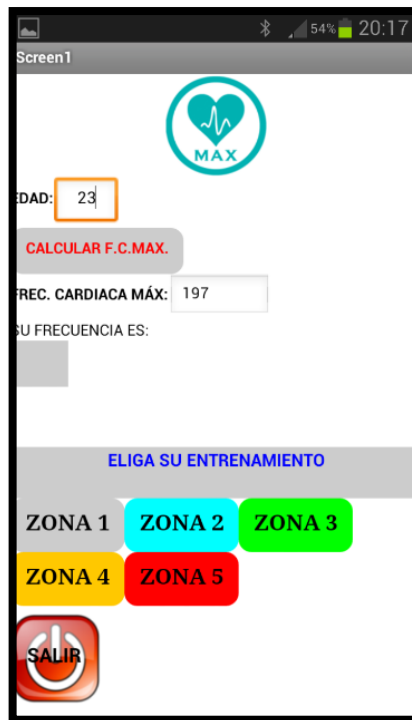 54% 20:17
Screen1
MAX
EDAD: 23
CALCULAR F.C.MAX.
FREC. CARDIACA MÁX: 197
SU FRECUENCIA ES:
ELIGA SU ENTRENAMIENTO
ZONA 1 ZONA 2 ZONA 3
ZONA 4 ZONA 5
SALIR